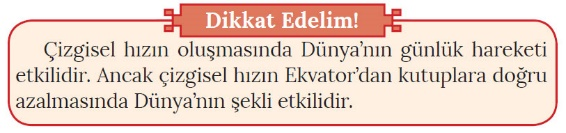 Dikkat Edelim!
Çizgisel hızın oluşmasında Dünya’nın günlük hareketi
etkilidir. Ancak çizgisel hızın Ekvator’dan kutuplara doğru
azalmasında Dünya’nın şekli etkilidir.